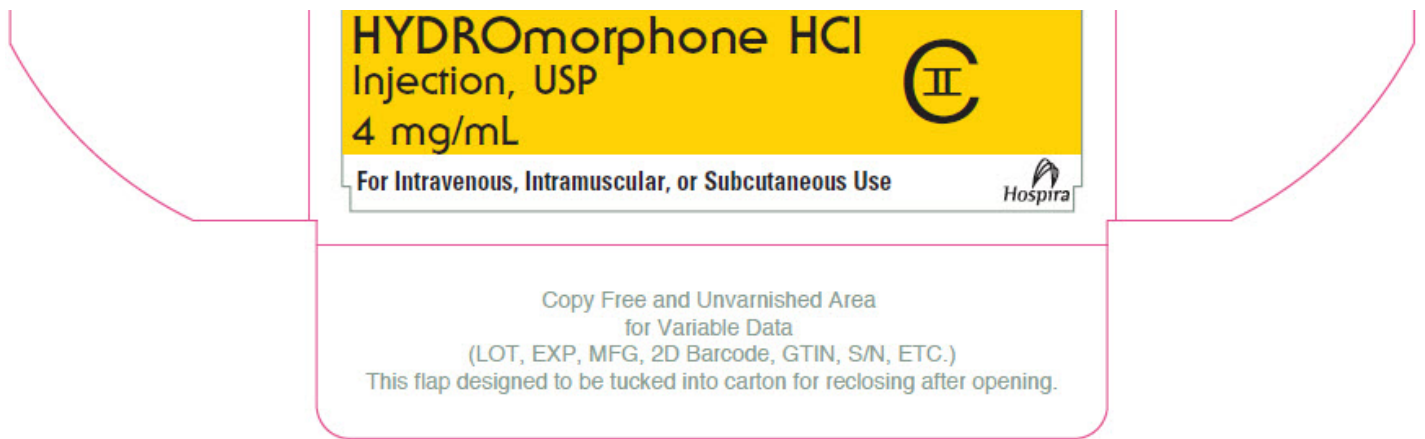 HYDROmorphone HCl
Injection, USP
4 mg/mL
CII
For Intravenous, Intramuscular, or Subcutaneous Use
Hospira
Copy Free and Unvarnished Area
for Variable Data
(LOT, EXP, MFG, 2D Barcode, GTIN, S/N, ETC.)
This flap designed to be tucked into carton for reclosing after opening.